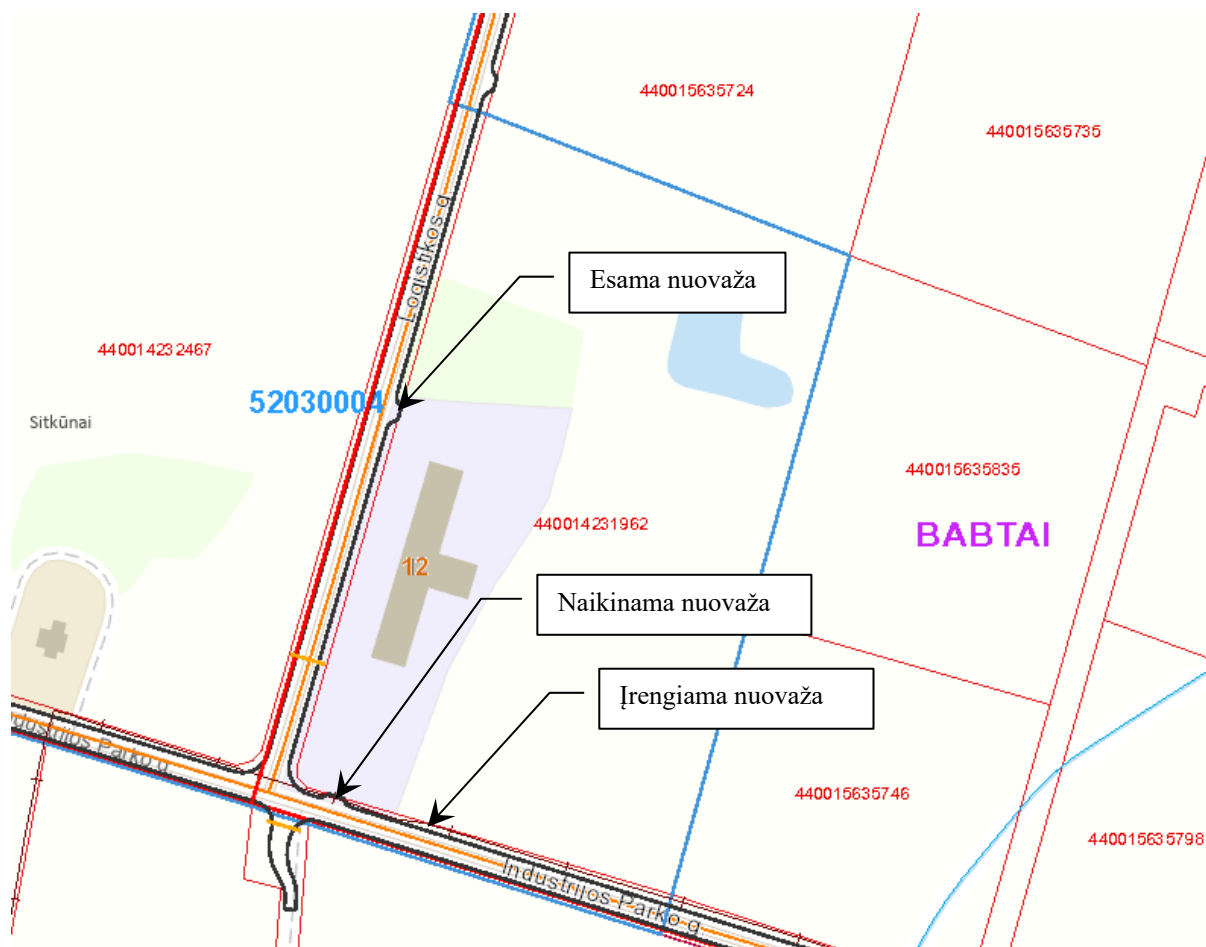 440015635724
440015635735
Logistikos g.
Esama nuovaža
440014232467
52030004
Sitkūnai
440015635835
440014231962
BABTAI
12
Naikinama nuovaža
Įrengiama nuovaža
dustrijos Parko g.
440015635746
440015635798
Industrijos Parko g.